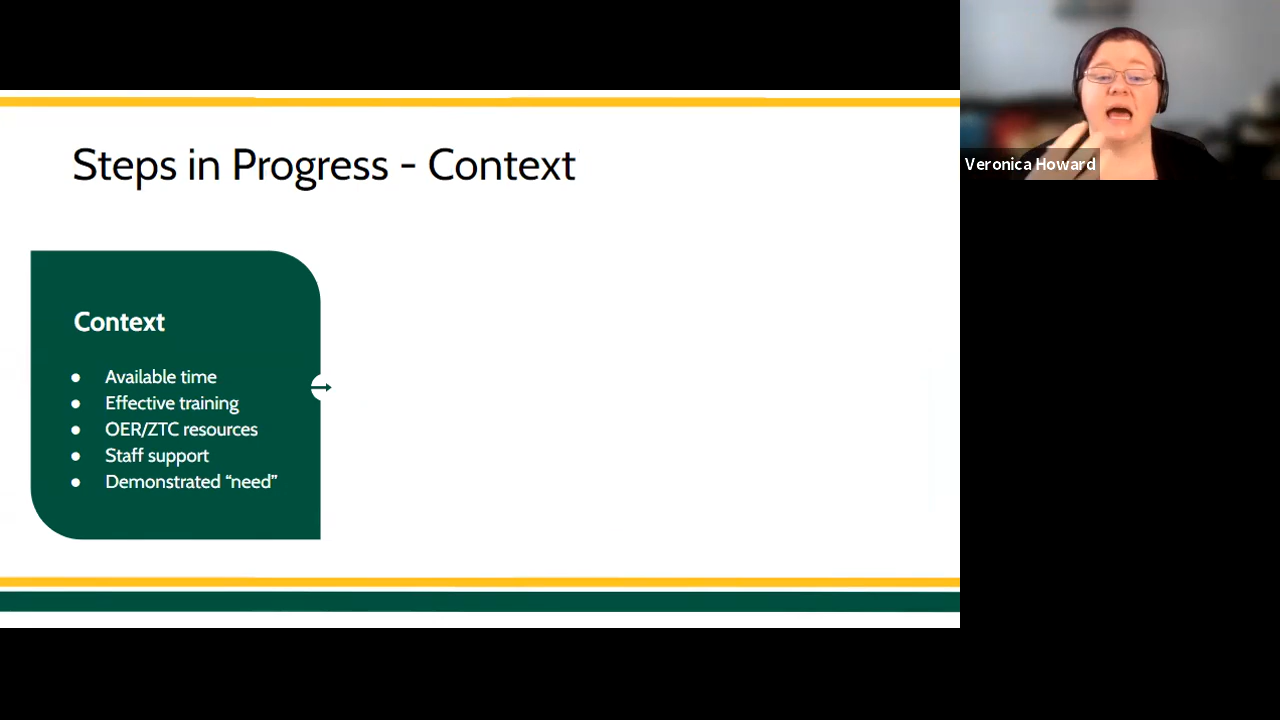 Steps in Progress - Context
Context
● Available time
● Effective training
● OER/ZTC resources
● Staff support
● Demonstrated “need”
Veronica Howard